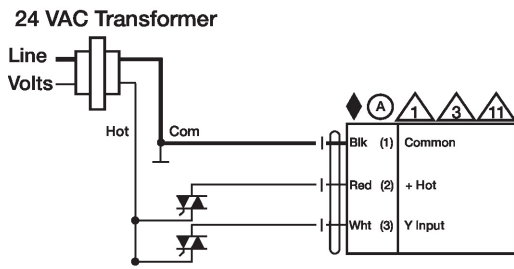 24 VAC Transformer
Line
Volts
Hot
Com
A
1
3
11
Blk (1) Common
Red (2) + Hot
Wht (3) Y Input